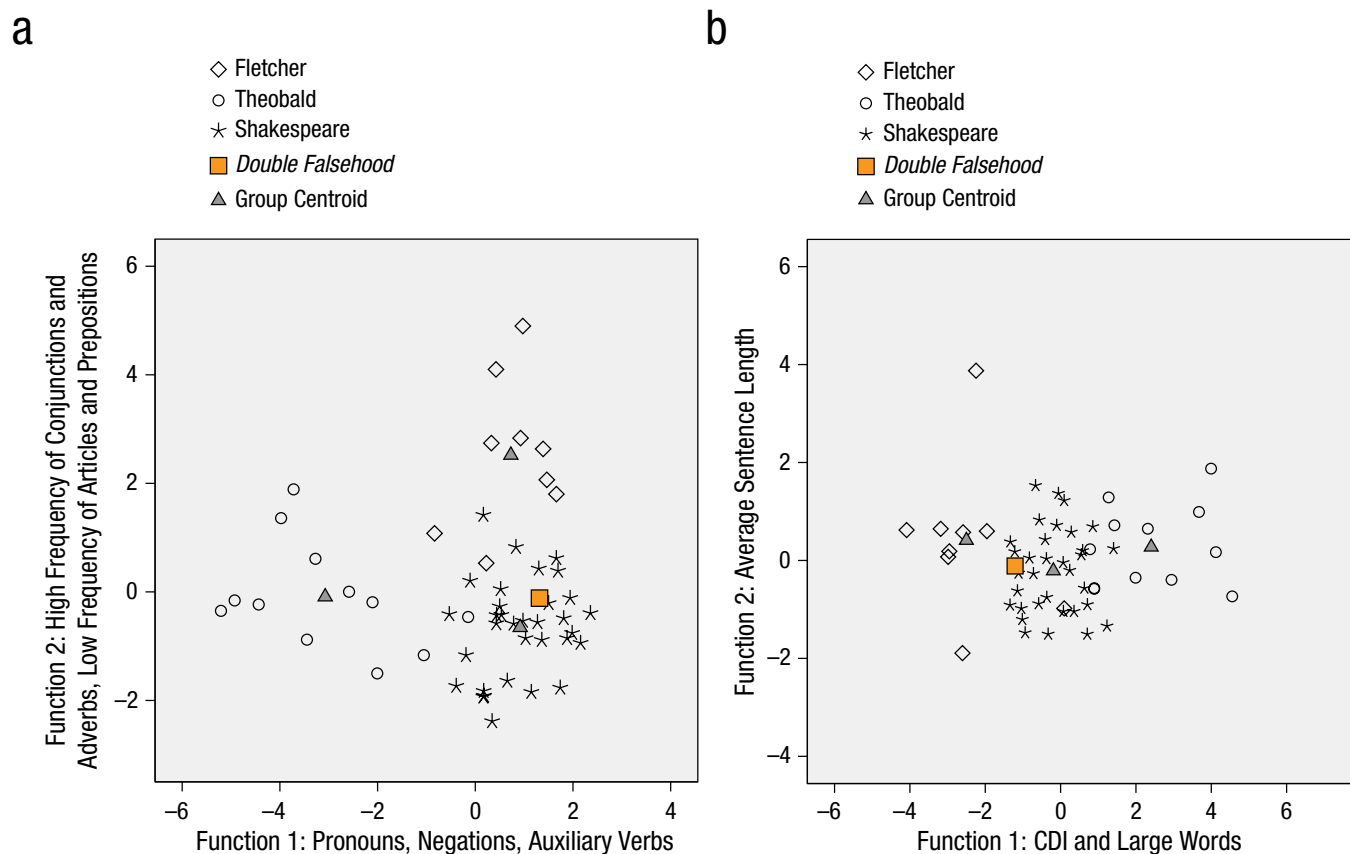 a
Fletcher
Theobald
Shakespeare
Double Falsehood
Group Centroid
Function 2: High Frequency of Conjunctions and
Adverbs, Low Frequency of Articles and Prepositions
6
4
2
0
−2
−6
−4
−2
0
2
4
Function 1: Pronouns, Negations, Auxiliary Verbs
b
Fletcher
Theobald
Shakespeare
Double Falsehood
Group Centroid
Function 2: Average Sentence Length
6
4
2
0
−2
−4
−6
−4
−2
0
2
4
6
Function 1: CDI and Large Words